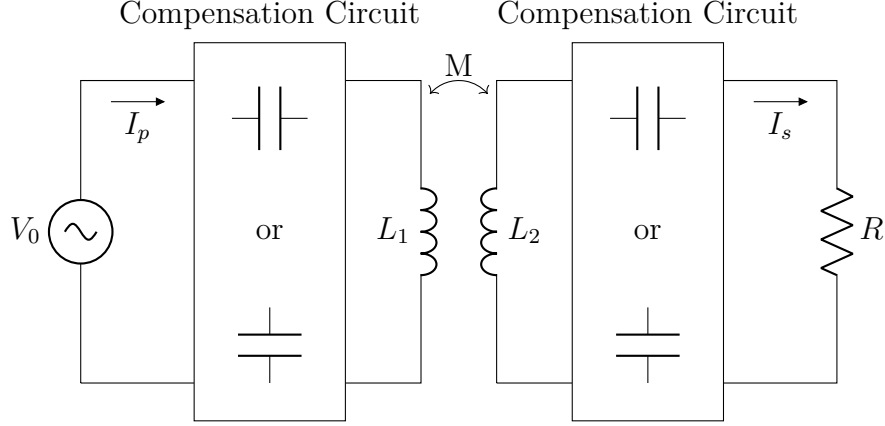 Compensation Circuit Compensation Circuit
M
I_p I_s
V_0 or L_1 L_2 or R